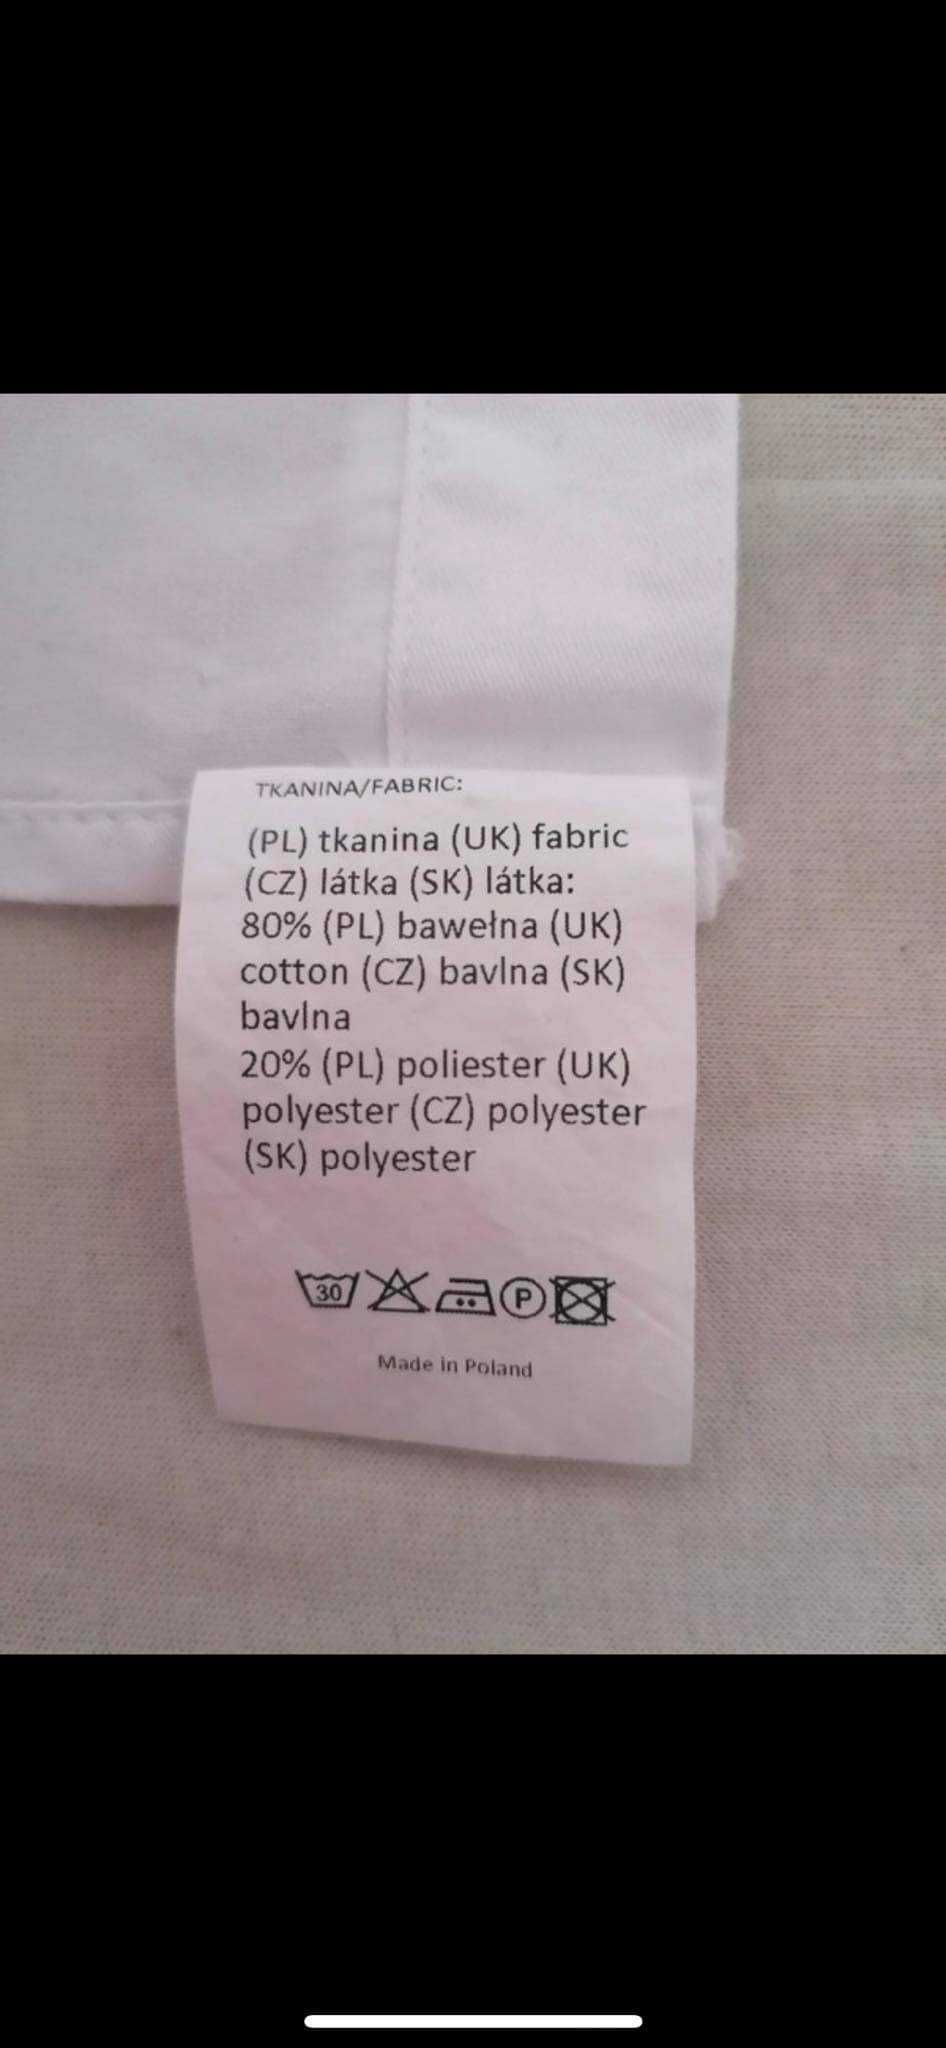 TKANINA/FABRIC:
(PL) tkanina (UK) fabric
(CZ) látka (SK) látka:
80% (PL) bawełna (UK)
cotton (CZ) bavlna (SK)
bavlna
20% (PL) poliester (UK)
polyester (CZ) polyester
(SK) polyester
30 P
Made in Poland